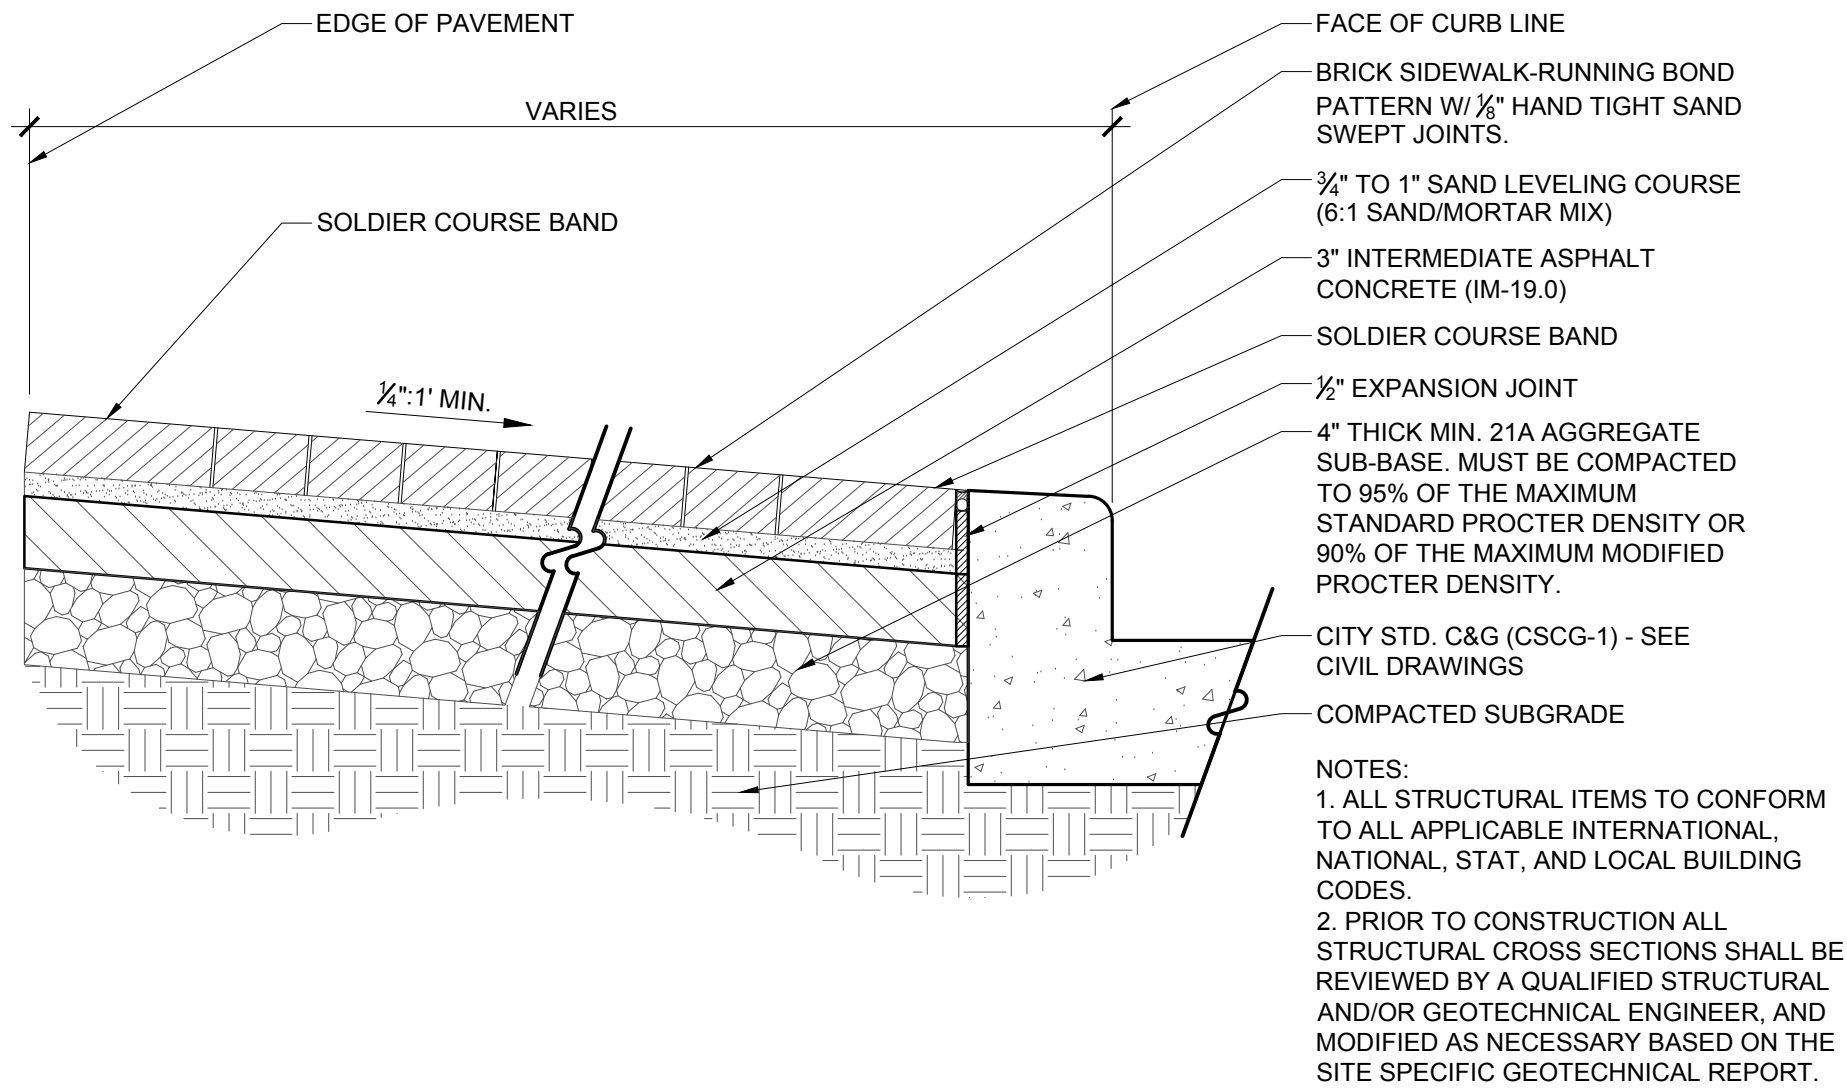 EDGE OF PAVEMENT
VARIES
SOLDIER COURSE BAND
1/4":1' MIN.
FACE OF CURB LINE
BRICK SIDEWALK-RUNNING BOND
PATTERN W/ 1/8" HAND TIGHT SAND
SWEPT JOINTS.
3/4" TO 1" SAND LEVELING COURSE
(6:1 SAND/MORTAR MIX)
3" INTERMEDIATE ASPHALT
CONCRETE (IM-19.0)
SOLDIER COURSE BAND
1/2" EXPANSION JOINT
4" THICK MIN. 21A AGGREGATE
SUB-BASE. MUST BE COMPACTED
TO 95% OF THE MAXIMUM
STANDARD PROCTER DENSITY OR
90% OF THE MAXIMUM MODIFIED
PROCTER DENSITY.
CITY STD. C&G (CSCG-1) - SEE
CIVIL DRAWINGS
COMPACTED SUBGRADE
NOTES:
1. ALL STRUCTURAL ITEMS TO CONFORM
TO ALL APPLICABLE INTERNATIONAL,
NATIONAL, STAT, AND LOCAL BUILDING
CODES.
2. PRIOR TO CONSTRUCTION ALL
STRUCTURAL CROSS SECTIONS SHALL BE
REVIEWED BY A QUALIFIED STRUCTURAL
AND/OR GEOTECHNICAL ENGINEER, AND
MODIFIED AS NECESSARY BASED ON THE
SITE SPECIFIC GEOTECHNICAL REPORT.